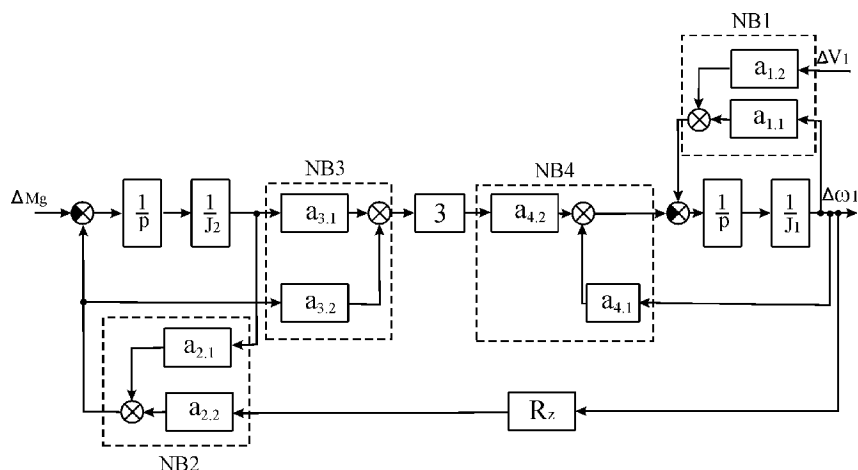 NB1
ΔV1
a1.2
a1.1
NB3
NB4
ΔMg
1
p
1
J2
a3.1
3
a4.2
1
p
1
J1
Δω1
a3.2
a4.1
a2.1
a2.2
Rz
NB2